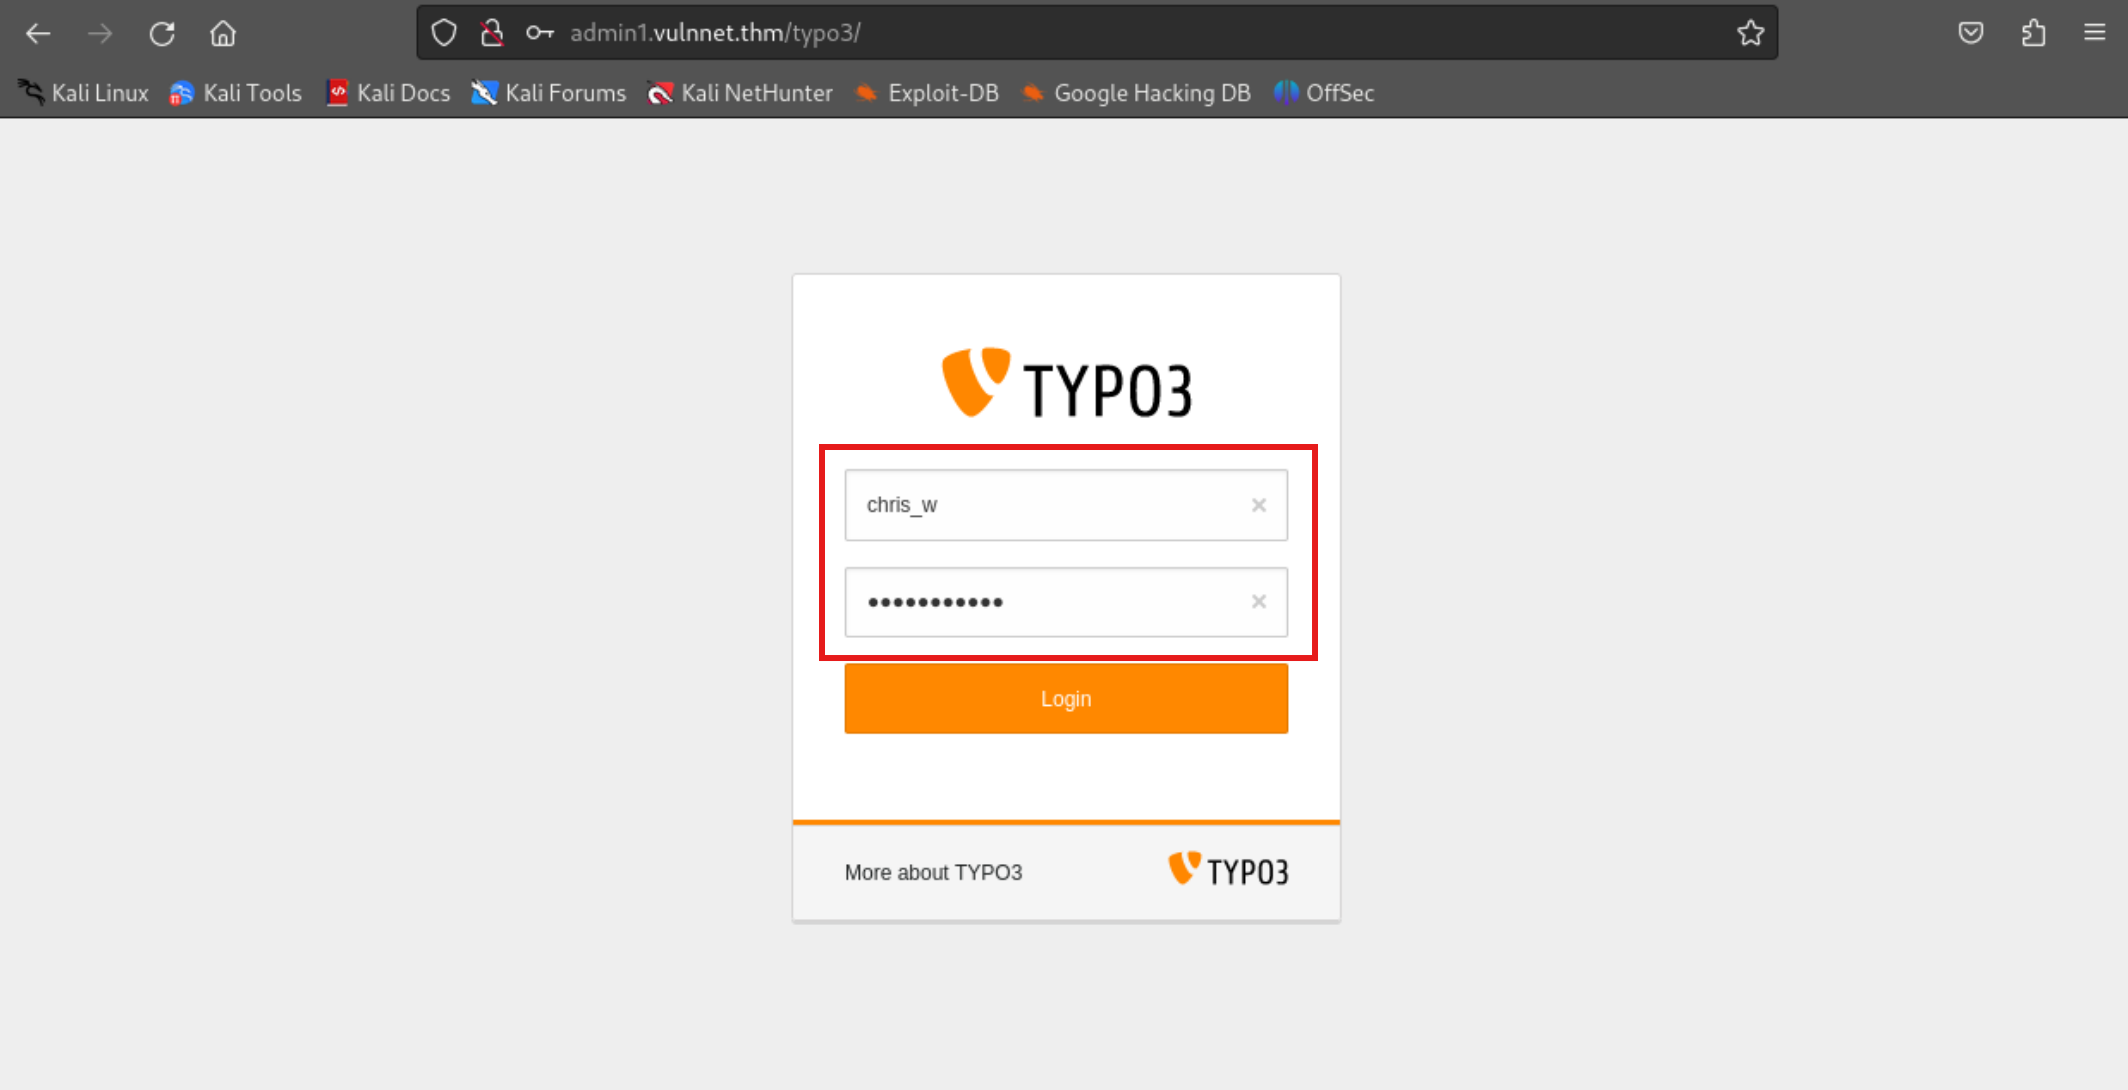 admin1.vulnnet.thm/typo3/
Kali Linux Kali Tools Kali Docs Kali Forums Kali NetHunter Exploit-DB Google Hacking DB OffSec
TYPO3
chris_w
•••••••••••
Login
More about TYPO3 TYPO3